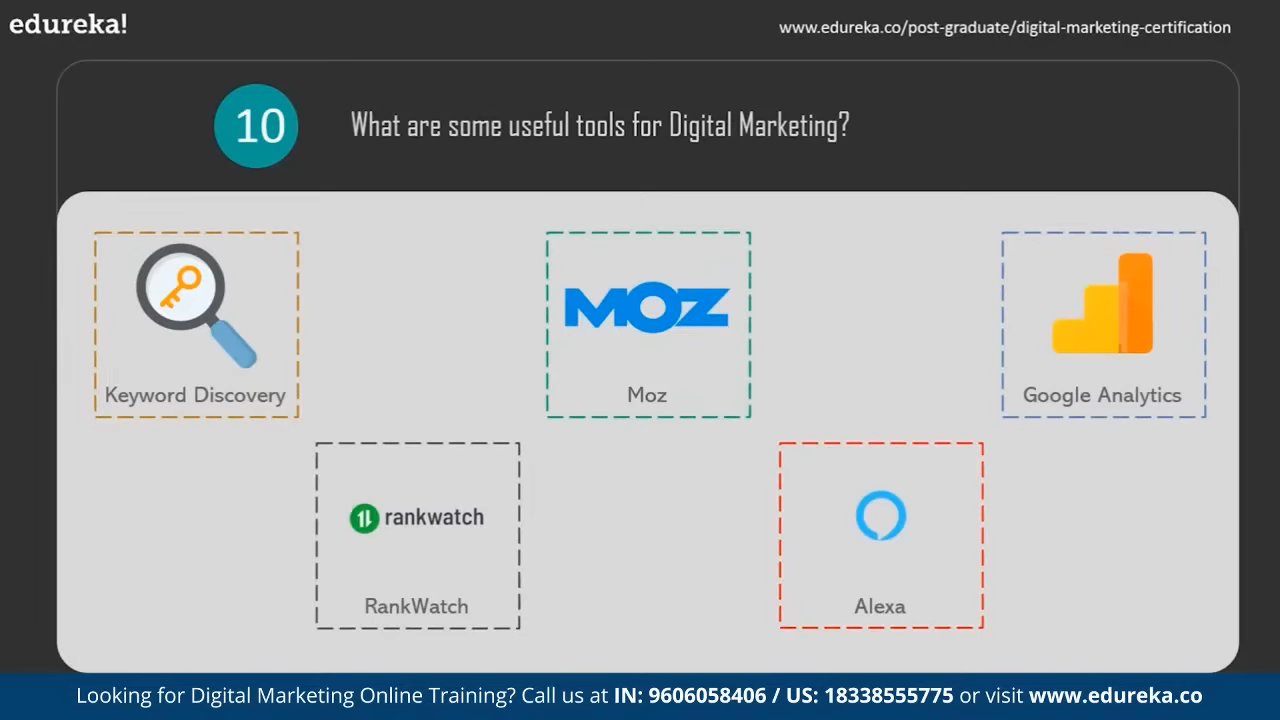 edureka!
www.edureka.co/post-graduate/digital-marketing-certification
10
What are some useful tools for Digital Marketing?
Keyword Discovery
MOZ
Moz
Google Analytics
rankwatch
RankWatch
Alexa
Looking for Digital Marketing Online Training? Call us at IN: 9606058406 / US: 18338555775 or visit www.edureka.co